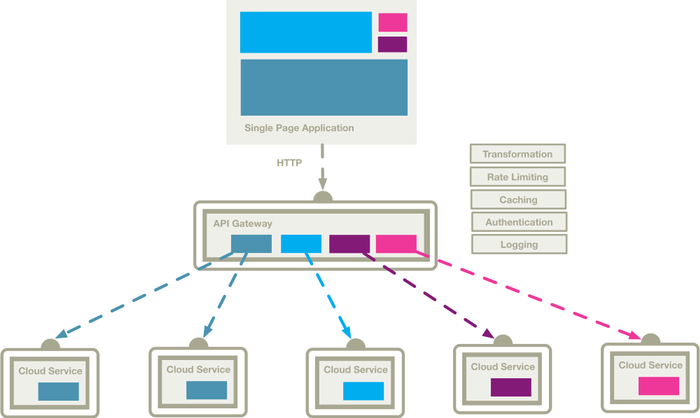 Single Page Application
HTTP
Transformation
Rate Limiting
Caching
Authentication
Logging
API Gateway
Cloud Service
Cloud Service
Cloud Service
Cloud Service
Cloud Service